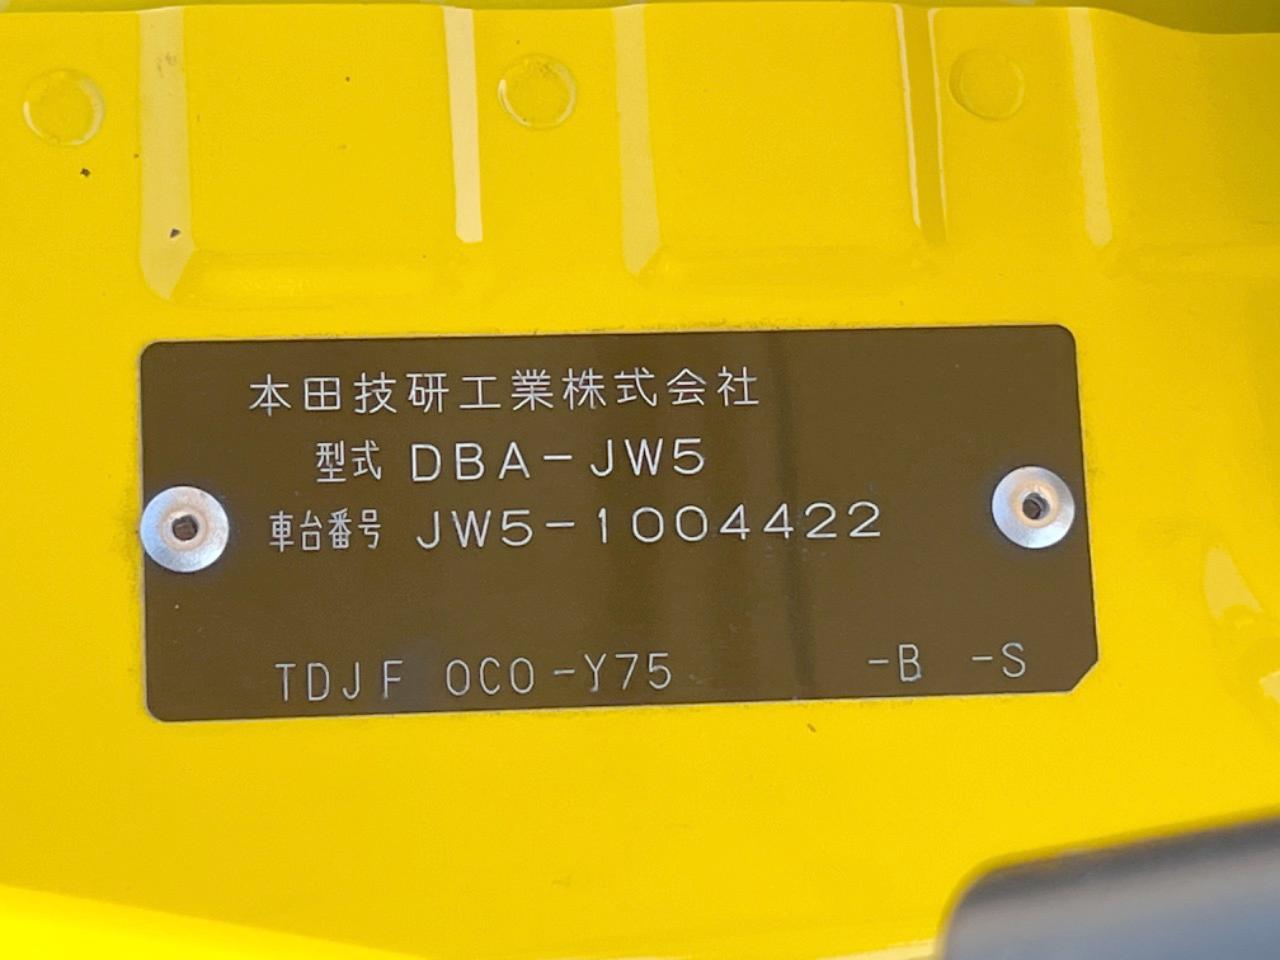 本田技研工業株式会社
型式 DBA-JW5
車台番号 JW5-1004422
TDJF 0C0-Y75 -B -S